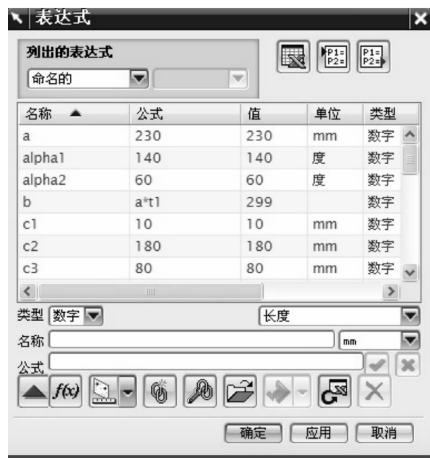 表达式
列出的表达式
命名的
P1= P2= P1= P2=
名称 公式 值 单位 类型
a 230 230 mm 数字
alpha1 140 140 度 数字
alpha2 60 60 度 数字
b a*t1 299 数字
c1 10 10 mm 数字
c2 180 180 mm 数字
c3 80 80 mm 数字
类型 数字 长度
名称 mm
公式
f(x)
确定 应用 取消